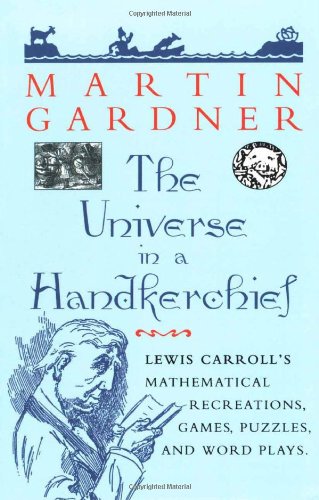 MARTIN
GARDNER
The
Universe
in a
Handkerchief
LEWIS CARROLL'S
MATHEMATICAL
RECREATIONS,
GAMES, PUZZLES,
AND WORD PLAYS.